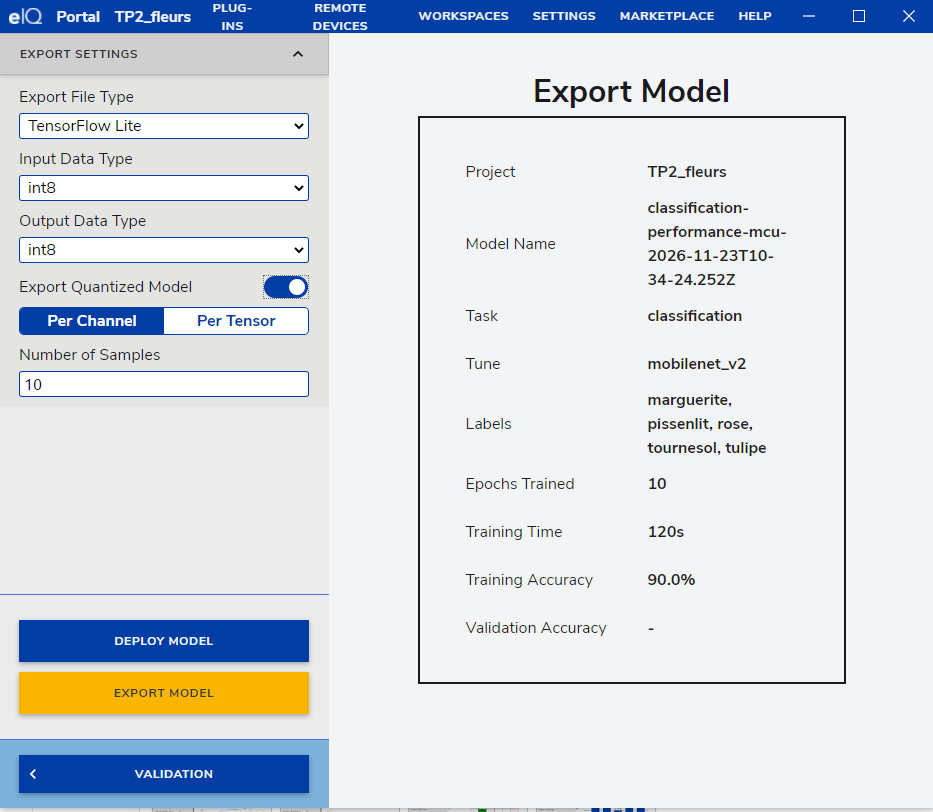 eIQ Portal TP2_fleurs PLUG-INS REMOTE DEVICES WORKSPACES SETTINGS MARKETPLACE HELP
EXPORT SETTINGS
Export File Type
TensorFlow Lite
Input Data Type
int8
Output Data Type
int8
Export Quantized Model
Per Channel Per Tensor
Number of Samples
10
DEPLOY MODEL
EXPORT MODEL
VALIDATION
Export Model
Project TP2_fleurs
Model Name classification-
performance-mcu-
2026-11-23T10-
34-24.252Z
Task classification
Tune mobilenet_v2
Labels marguerite,
pissenlit, rose,
tournesol, tulipe
Epochs Trained 10
Training Time 120s
Training Accuracy 90.0%
Validation Accuracy -